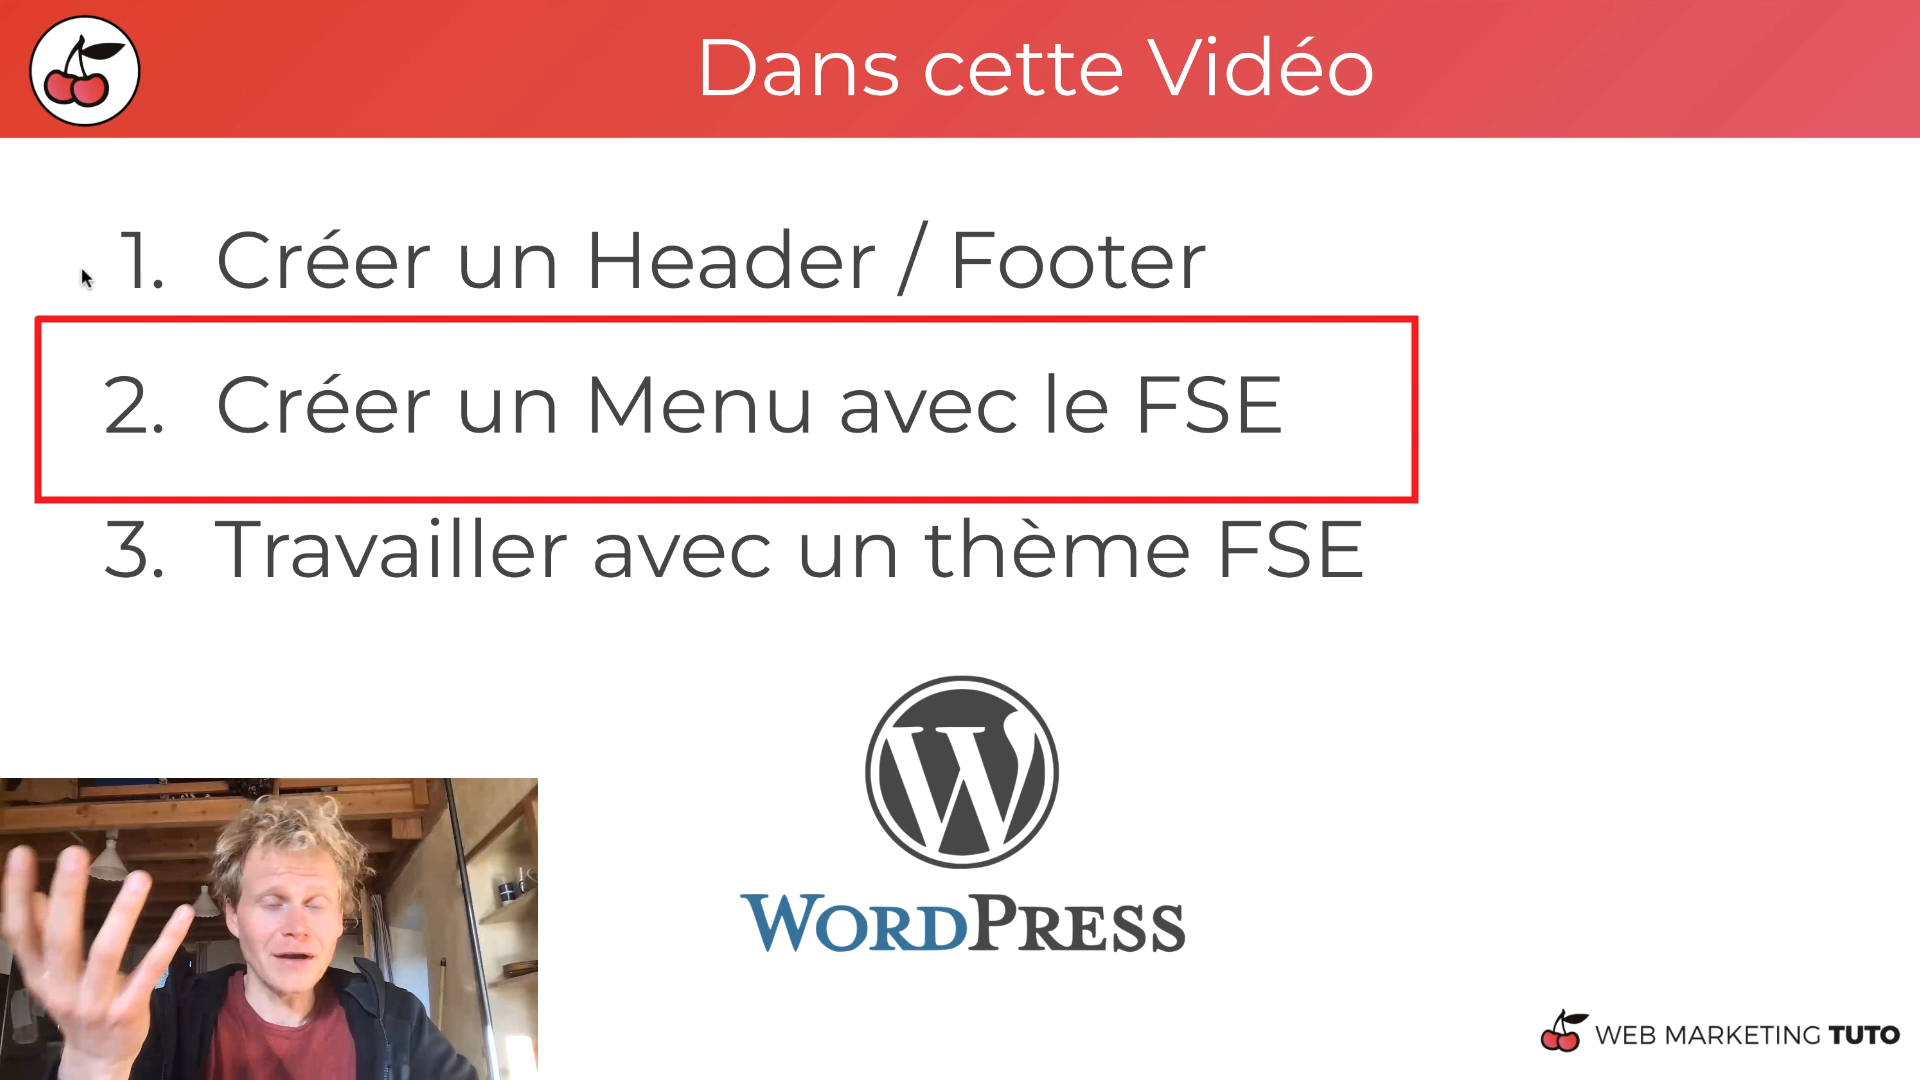 Dans cette Vidéo
1. Créer un Header / Footer
2. Créer un Menu avec le FSE
3. Travailler avec un thème FSE
WORDPRESS
WEB MARKETING TUTO